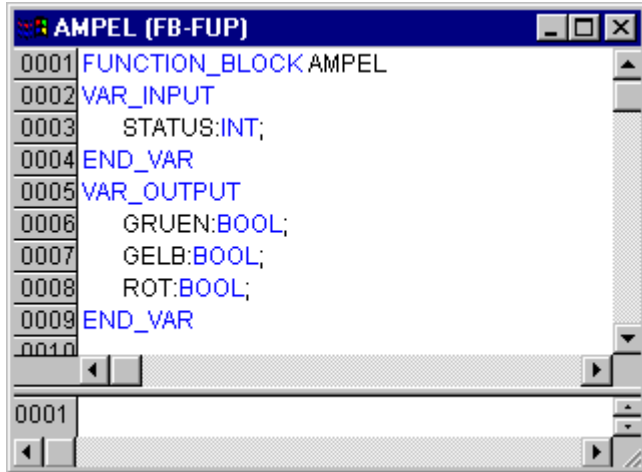 AMPEL (FB-FUP)
0001 FUNCTION_BLOCK AMPEL
0002 VAR_INPUT
0003 STATUS:INT;
0004 END_VAR
0005 VAR_OUTPUT
0006 GRUEN:BOOL;
0007 GELB:BOOL;
0008 ROT:BOOL;
0009 END_VAR
0010
0001